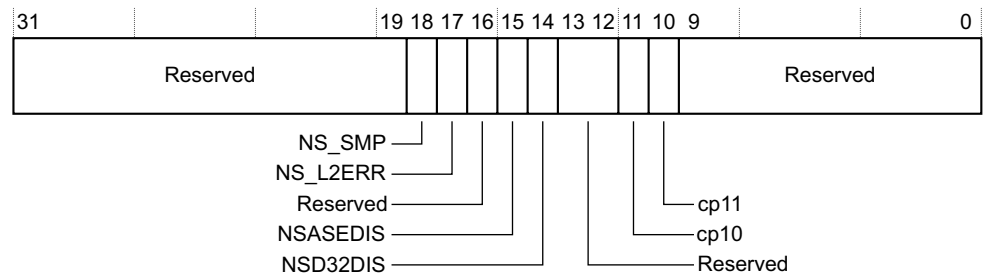 31 19 18 17 16 15 14 13 12 11 10 9 0
Reserved Reserved
NS_SMP
NS_L2ERR
Reserved cp11
NSASEDIS cp10
NSD32DIS Reserved